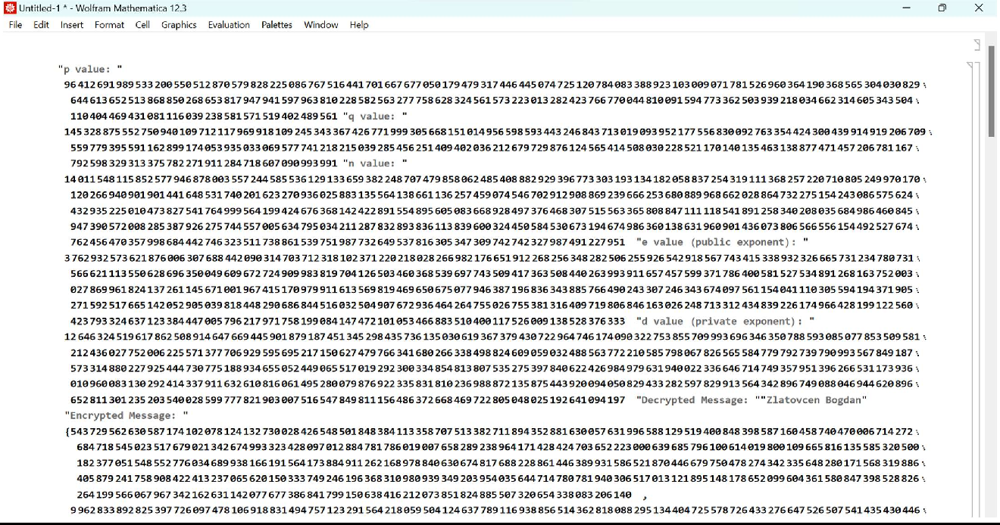 Untitled-1 * - Wolfram Mathematica 12.3
File Edit Insert Format Cell Graphics Evaluation Palettes Window Help
"p value: "
96 412 691 989 533 200 550 512 870 579 828 225 086 767 516 441 701 667 677 050 179 479 317 446 445 074 725 120 784 083 388 923 103 009 071 781 526 960 364 190 368 565 304 030 829 \
644 613 652 513 868 850 268 653 817 947 941 597 963 810 228 582 563 277 758 628 324 561 573 223 013 282 423 766 770 044 810 091 594 773 362 503 939 218 034 662 314 605 343 504 \
110 404 469 431 081 116 039 238 581 571 519 402 489 561 "q value: "
145 328 875 552 750 940 109 712 117 969 918 109 245 343 367 426 771 999 305 668 151 014 956 598 593 443 246 843 713 019 093 952 177 556 830 092 763 354 424 300 439 914 919 206 709 \
559 779 395 591 162 899 174 053 935 033 069 577 741 218 215 039 285 456 251 409 402 036 212 679 729 876 124 565 414 508 030 228 521 170 140 135 463 138 877 471 457 206 781 167 \
792 598 329 313 375 782 271 911 284 718 607 090 993 991 "n value: "
14 011 548 115 852 577 946 878 003 557 244 585 536 129 133 659 382 248 707 479 858 062 485 408 882 929 396 773 303 193 134 182 058 837 254 319 111 368 257 220 710 805 249 970 170 \
120 266 940 901 901 441 648 531 740 201 623 270 936 025 883 135 564 138 661 136 257 459 074 546 702 912 908 869 239 666 253 680 889 968 662 028 864 732 275 154 243 086 575 624 \
432 935 225 010 473 827 541 764 999 564 199 424 676 368 142 422 891 554 895 605 083 668 928 497 376 468 307 515 563 365 808 847 111 118 541 891 258 340 208 035 684 986 460 845 \
947 390 572 008 285 387 926 275 744 557 005 634 795 034 211 287 832 893 836 113 839 600 324 450 584 530 673 194 674 986 360 138 631 960 901 436 073 806 566 556 154 492 527 674 \
762 456 470 357 998 684 442 746 323 511 738 861 539 751 987 732 649 537 816 305 347 309 742 742 327 987 491 227 951 "e value (public exponent): "
3 762 932 573 621 876 006 307 688 442 090 314 703 712 318 102 371 220 218 028 266 982 176 651 912 268 256 348 282 506 255 926 542 918 567 743 415 338 932 326 665 731 234 780 731 \
566 621 113 550 628 696 350 049 609 672 724 909 983 819 704 126 503 460 368 539 697 743 509 417 363 508 440 263 993 911 657 457 599 371 786 400 581 527 534 891 268 163 752 003 \
027 869 961 824 137 261 145 671 001 967 415 170 979 911 613 569 819 469 650 675 077 946 387 196 836 343 885 766 490 243 307 246 343 674 097 561 154 041 110 305 594 194 371 905 \
271 592 517 665 142 052 905 039 818 448 290 686 844 516 032 504 907 672 936 464 264 755 026 755 381 316 409 719 806 846 163 026 248 713 312 434 839 226 174 966 428 199 122 560 \
423 793 324 637 123 384 447 005 796 217 971 758 199 084 147 472 101 053 466 883 510 400 117 526 009 138 528 376 333 "d value (private exponent): "
12 646 324 519 617 862 508 914 647 669 445 901 879 187 451 345 298 435 736 135 030 619 367 379 430 722 964 746 174 090 322 753 855 709 993 696 346 350 788 593 085 077 853 509 581 \
212 436 027 752 006 225 571 377 706 929 595 695 217 150 627 479 766 341 680 266 338 498 824 609 059 032 488 563 772 210 585 798 067 826 565 584 779 792 739 790 993 567 849 187 \
573 314 880 227 925 444 730 775 188 934 655 052 449 065 517 019 292 300 334 854 813 807 535 275 397 840 622 426 984 979 631 940 022 336 646 714 749 357 951 396 266 531 173 936 \
010 960 083 130 292 414 337 911 632 610 816 061 495 280 079 876 922 335 831 810 236 988 872 135 875 443 920 094 050 829 433 282 597 829 913 564 342 896 749 088 046 944 620 896 \
652 811 301 235 203 540 028 599 777 821 903 007 516 547 849 811 156 486 372 668 469 722 805 048 025 192 641 094 197 "Decrypted Message: ""Zlatovcen Bogdan"
"Encrypted Message: "
{543 729 562 630 587 174 102 078 124 132 730 028 426 548 501 848 384 113 358 707 513 382 711 894 352 881 630 057 631 996 588 129 519 400 848 398 587 160 458 740 470 006 714 272 \
684 718 545 023 517 679 021 342 674 993 323 428 097 012 884 781 786 019 007 658 289 238 964 171 428 424 703 652 223 000 639 685 796 100 614 019 800 109 665 816 135 585 320 500 \
182 377 051 548 552 776 034 689 938 166 191 564 173 884 911 262 168 978 840 630 674 817 688 228 861 446 389 931 586 521 870 446 679 750 478 274 342 335 648 280 171 568 319 886 \
405 879 241 758 908 422 413 237 065 620 150 333 749 246 196 368 310 980 939 349 203 954 035 644 714 780 781 940 306 517 013 121 895 148 178 652 099 604 361 580 847 398 528 826 \
264 199 566 067 967 342 162 631 142 077 677 386 841 799 150 638 416 212 073 851 824 885 507 320 654 338 083 206 140 ,
9 962 833 892 825 397 726 097 478 106 918 831 494 757 123 291 564 218 059 504 124 637 789 116 938 856 514 362 818 088 295 134 404 725 578 726 433 276 647 526 507 541 435 430 446 \